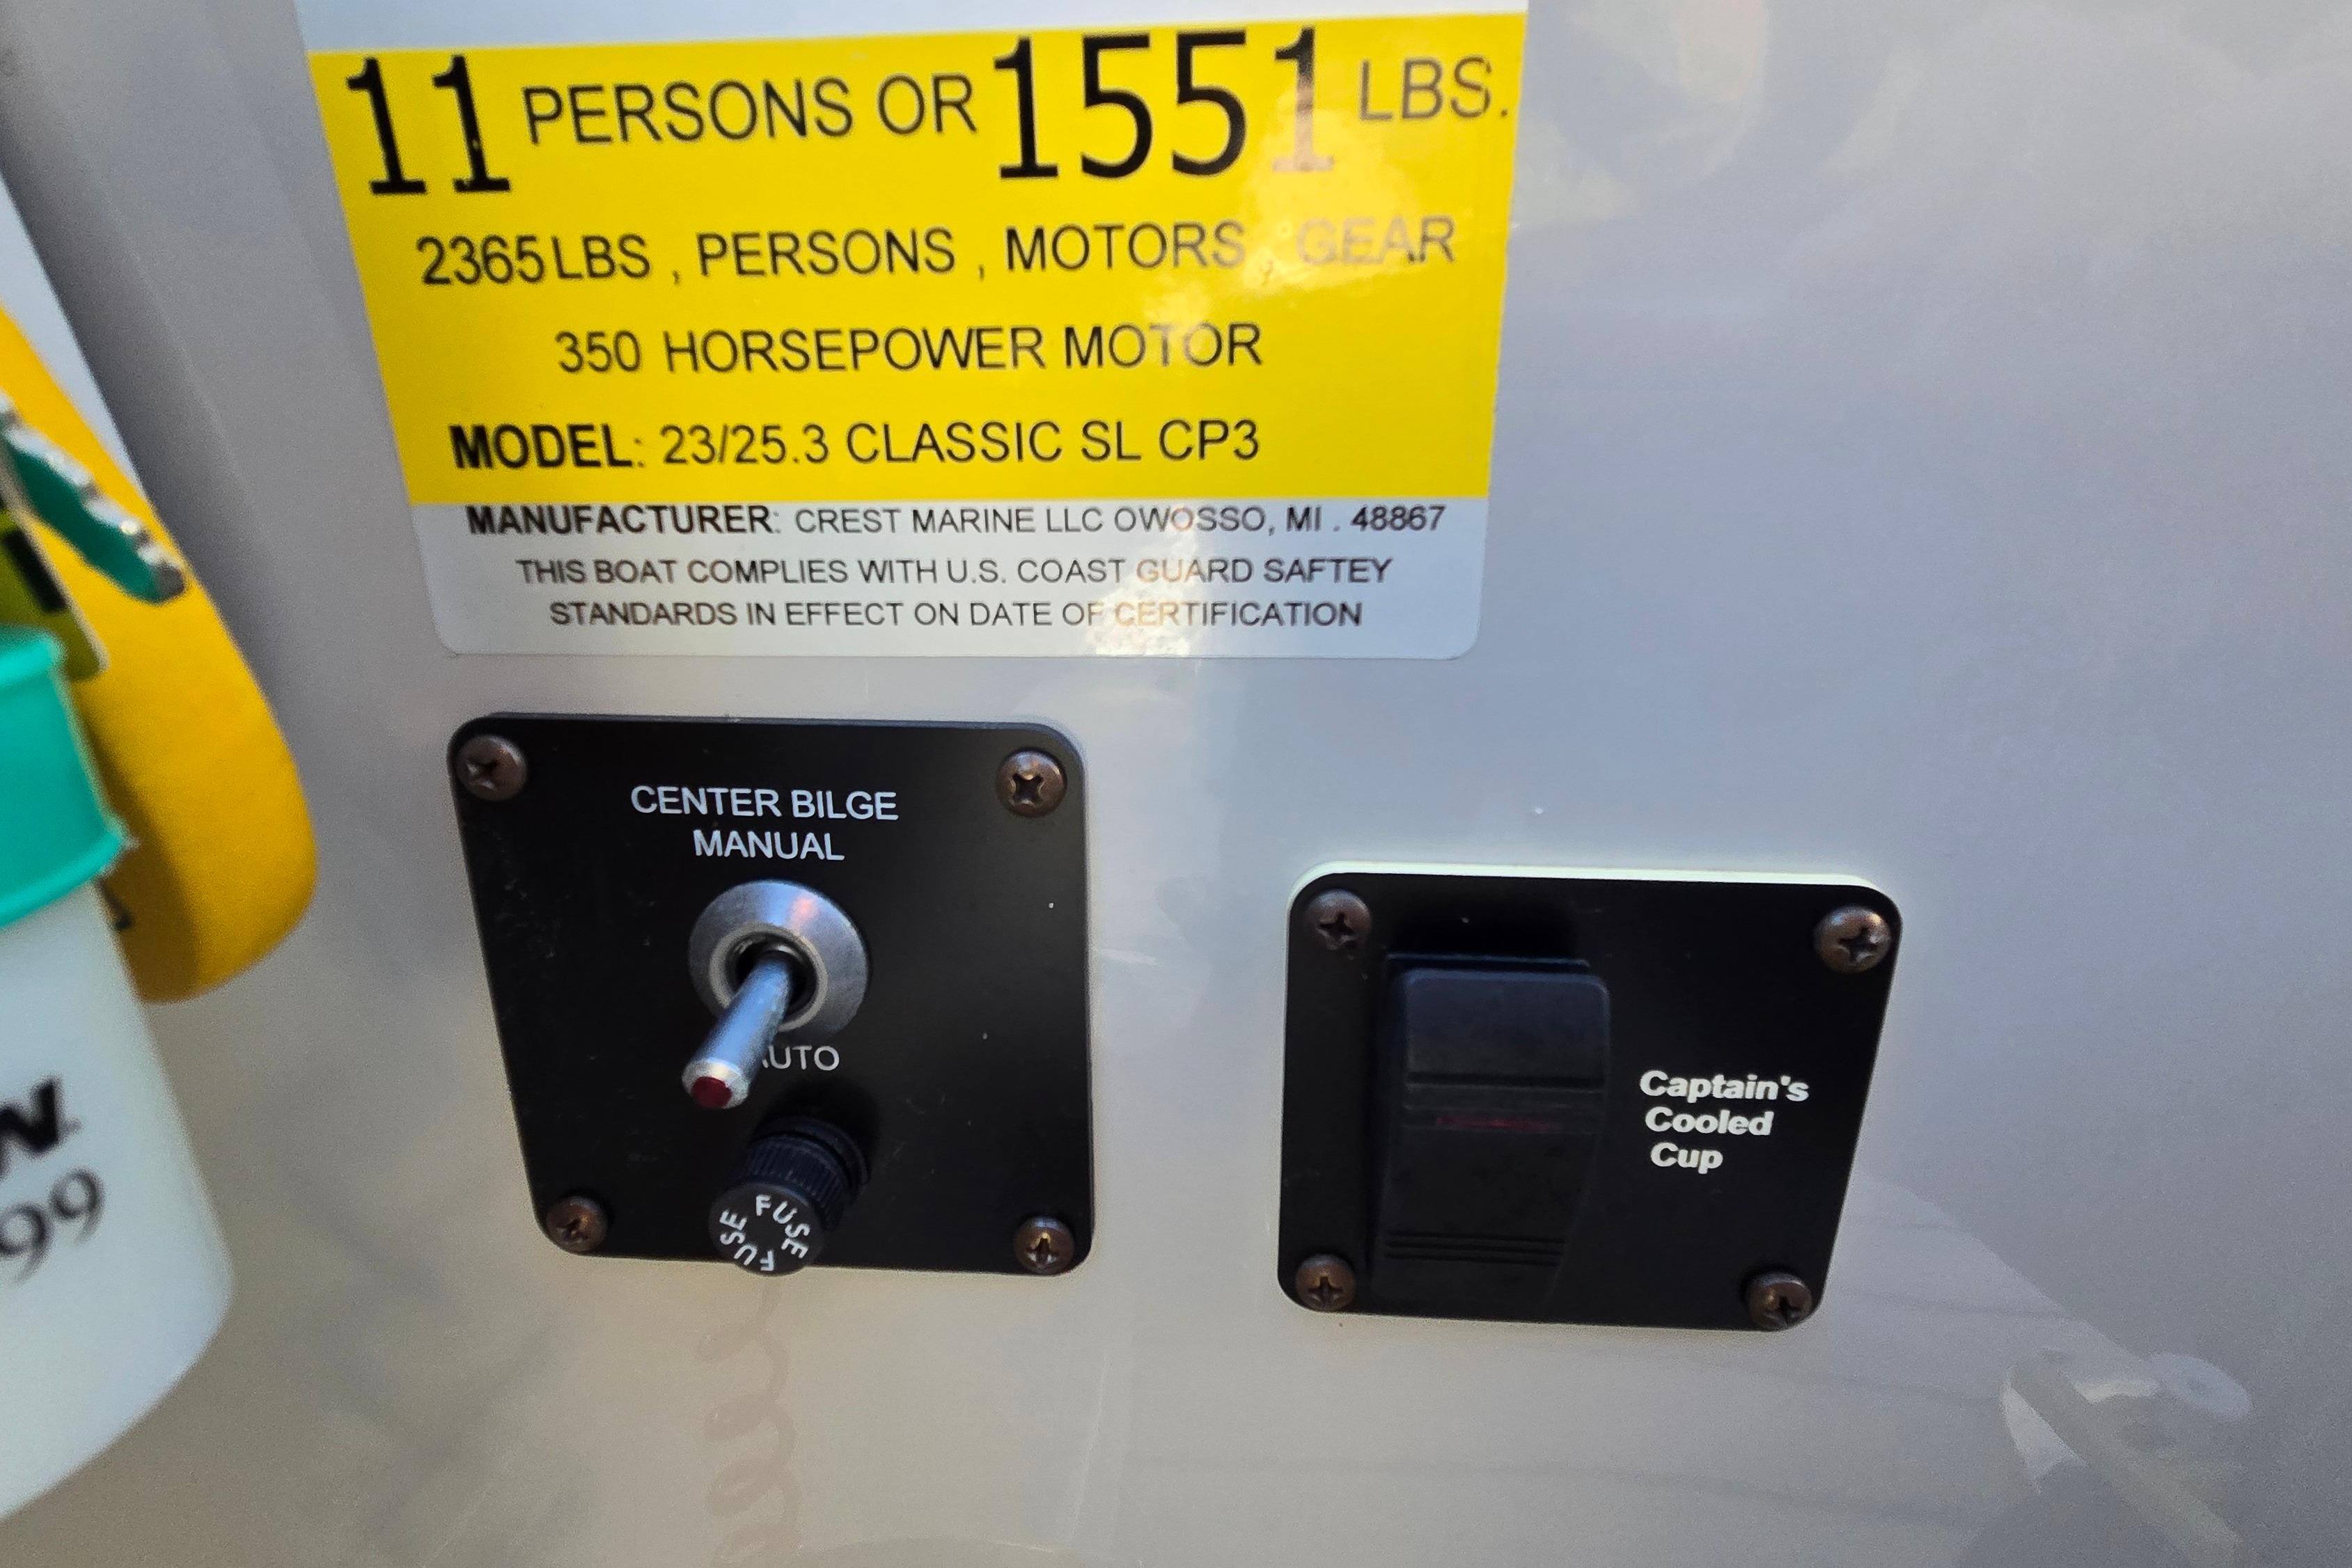 11 PERSONS OR 1551 LBS.
2365 LBS , PERSONS , MOTORS , GEAR
350 HORSEPOWER MOTOR
MODEL: 23/25.3 CLASSIC SL CP3
MANUFACTURER: CREST MARINE LLC OWOSSO, MI . 48867
THIS BOAT COMPLIES WITH U.S. COAST GUARD SAFTEY
STANDARDS IN EFFECT ON DATE OF CERTIFICATION
CENTER BILGE
MANUAL
AUTO
FUSE FUSE
Captain's
Cooled
Cup
99